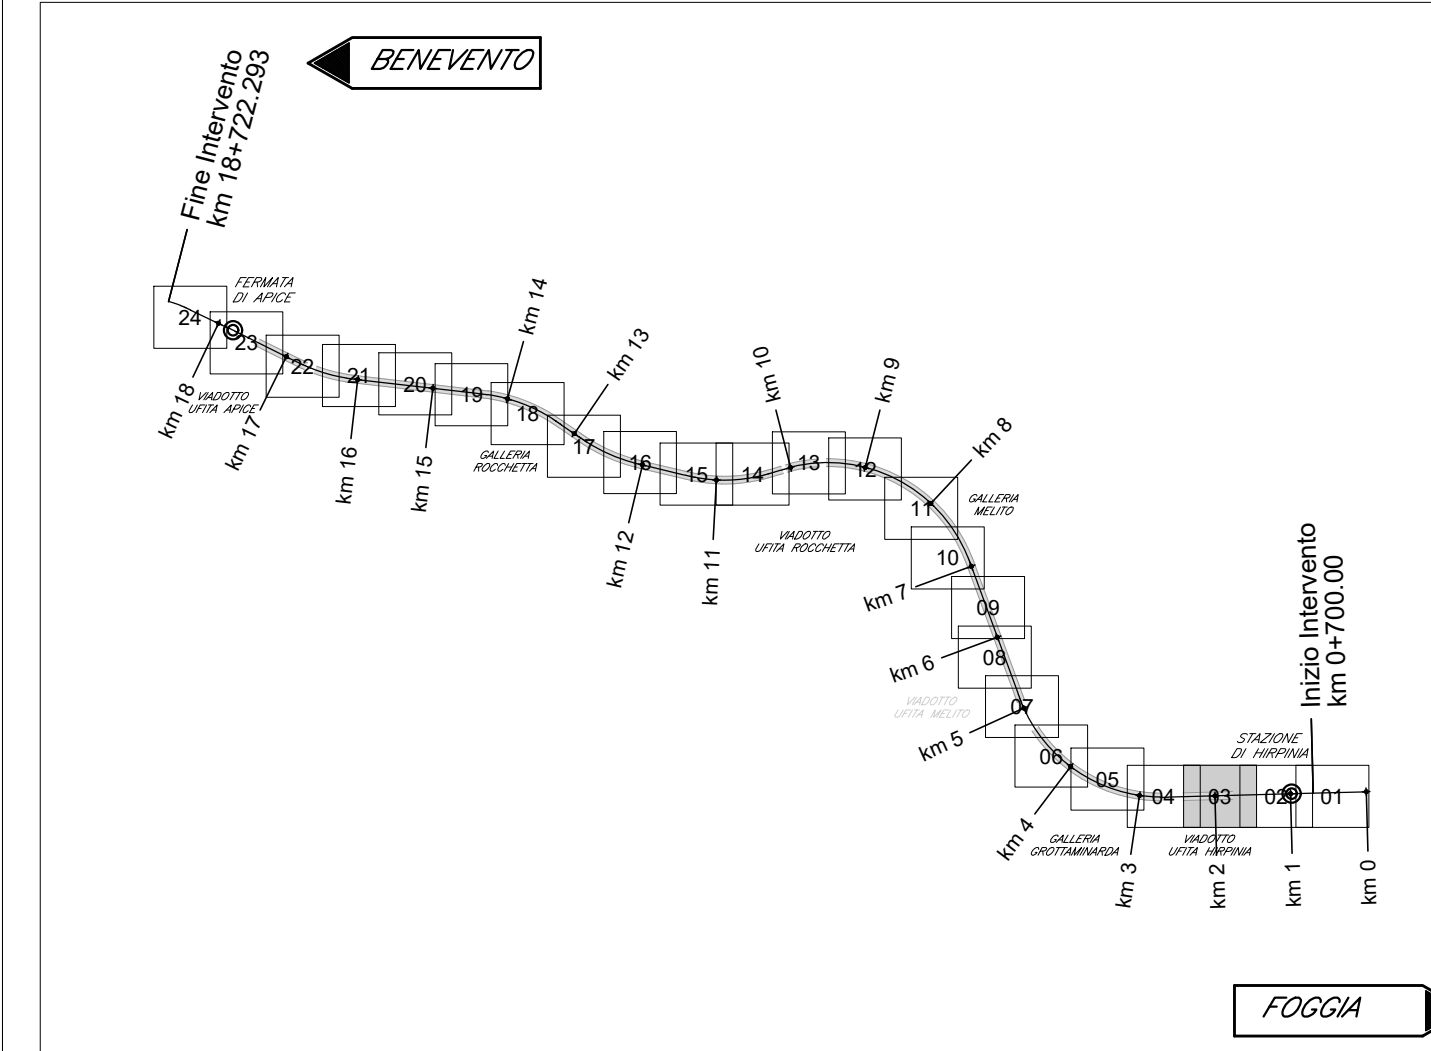 BENEVENTO
Fine Intervento
km 18+722.293
FERMATA
DI APICE
24
23
22
21
20
19
18
17
16
15
14
13
12
11
10
09
08
07
06
05
04
03
02
01
km 18
VIADOTTO
UFITA APICE
km 17
km 16
km 15
km 14
GALLERIA
ROCCHETTA
km 13
km 12
km 11
km 10
VIADOTTO
UFITA ROCCHETTA
km 9
km 8
GALLERIA
MELITO
km 7
km 6
VIADOTTO
UFITA MELITO
km 5
km 4
GALLERIA
GROTTAMINARDA
km 3
VIADOTTO
UFITA HIRPINIA
km 2
STAZIONE
DI HIRPINIA
km 1
Inizio Intervento
km 0+700.00
km 0
FOGGIA